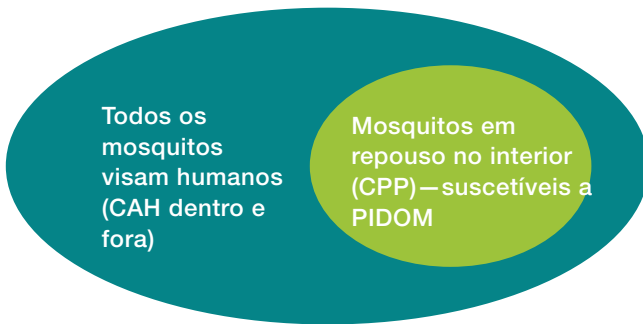 Todos os
mosquitos
visam humanos
(CAH dentro e
fora)
Mosquitos em
repouso no interior
(CPP)—suscetíveis a
PIDOM